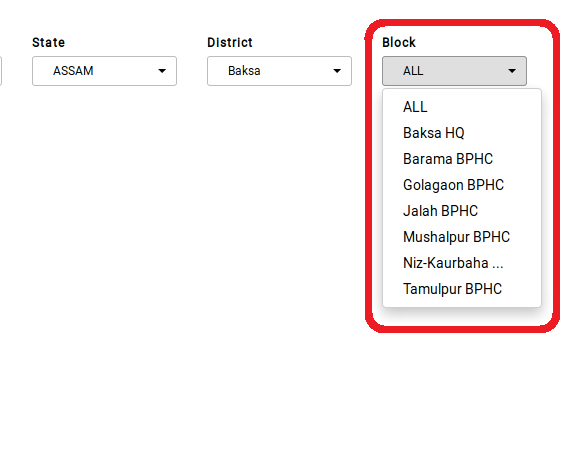 State
District
Block
ASSAM
Baksa
ALL
ALL
Baksa HQ
Barama BPHC
Golagaon BPHC
Jalah BPHC
Mushalpur BPHC
Niz-Kaurbaha ...
Tamulpur BPHC